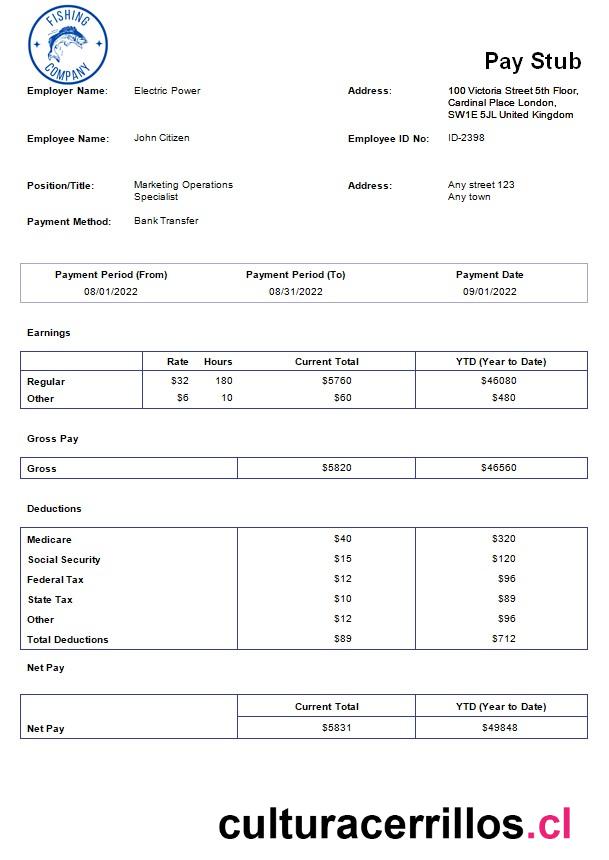 FISHING
COMPANY
Pay Stub
Employer Name: Electric Power Address: 100 Victoria Street 5th Floor,
Cardinal Place London,
SW1E 5JL United Kingdom
Employee Name: John Citizen Employee ID No: ID-2398
Position/Title: Marketing Operations Address: Any street 123
Specialist Any town
Payment Method: Bank Transfer
Payment Period (From) Payment Period (To) Payment Date
08/01/2022 08/31/2022 09/01/2022
Earnings
Rate Hours Current Total YTD (Year to Date)
Regular $32 180 $5760 $46080
Other $6 10 $60 $480
Gross Pay
Gross $5820 $46560
Deductions
Medicare $40 $320
Social Security $15 $120
Federal Tax $12 $96
State Tax $10 $89
Other $12 $96
Total Deductions $89 $712
Net Pay
Current Total YTD (Year to Date)
Net Pay $5831 $49848
culturacerrillos.cl